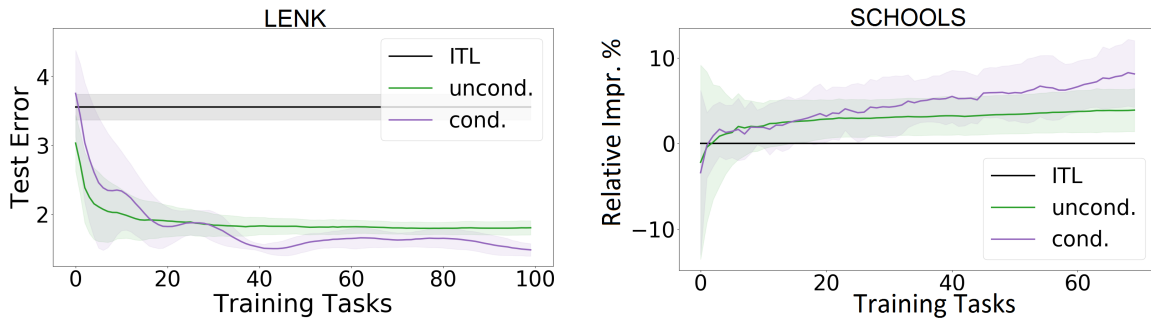 LENK
Test Error
4
3
2
ITL
uncond.
cond.
0 20 40 60 80 100
Training Tasks
SCHOOLS
Relative Impr. %
10
0
−10
ITL
uncond.
cond.
0 20 40 60
Training Tasks